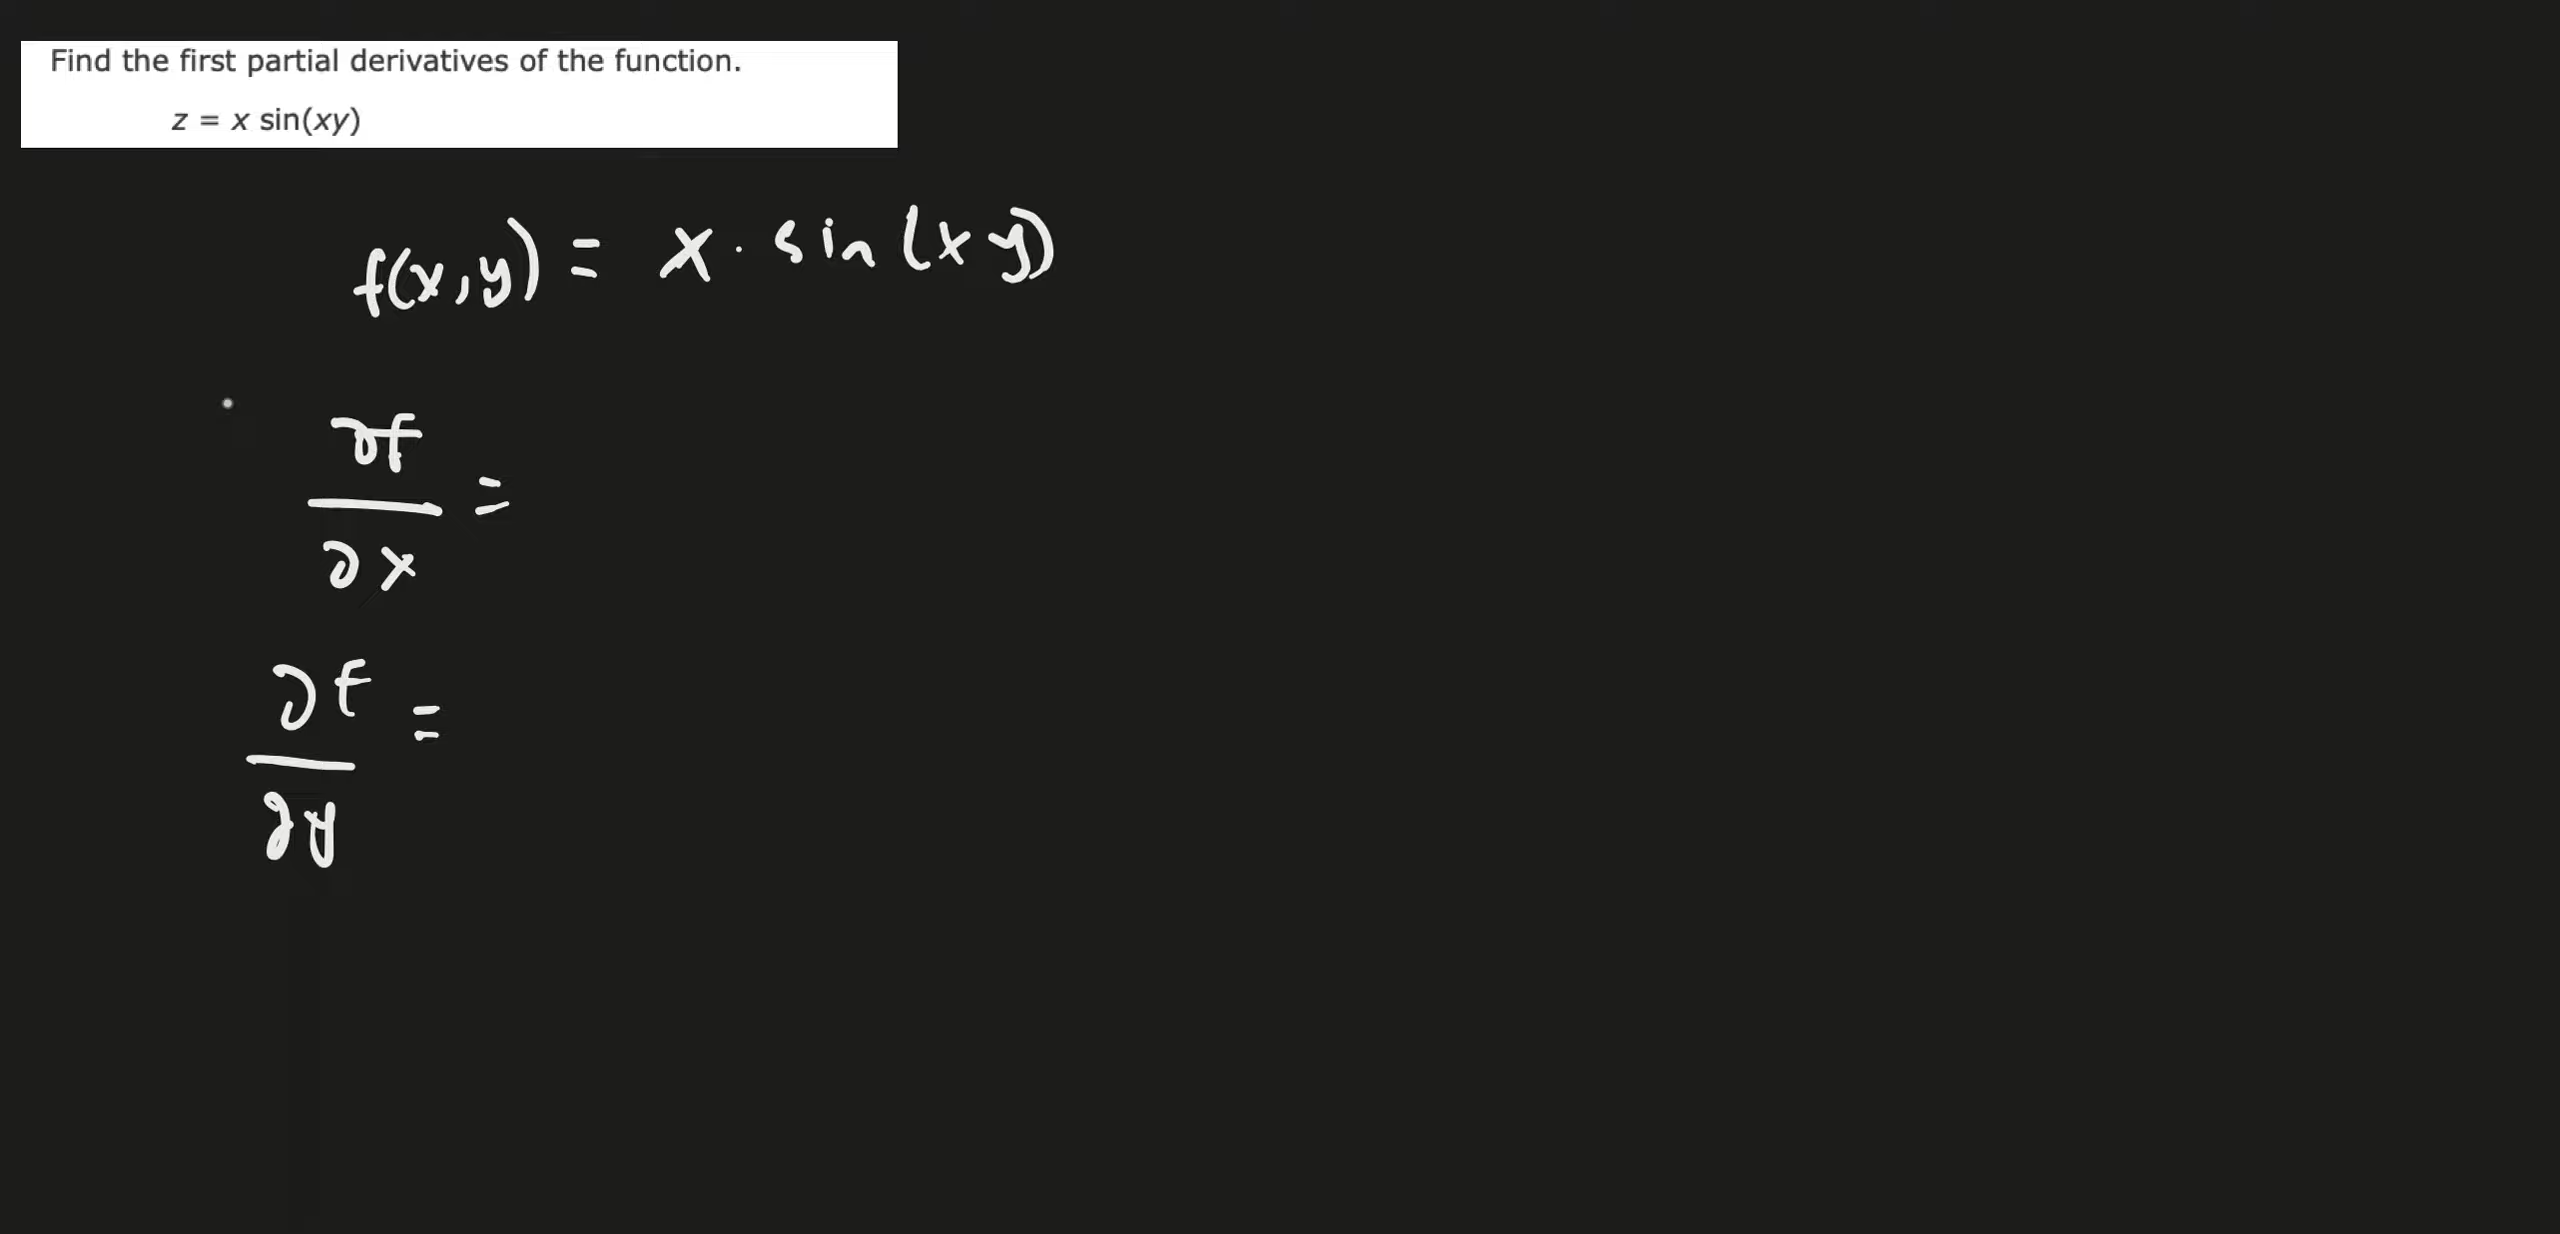 Find the first partial derivatives of the function.
z = x sin(xy)
f(x,y) = x · sin(xy)
∂f/∂x =
∂f/∂y =